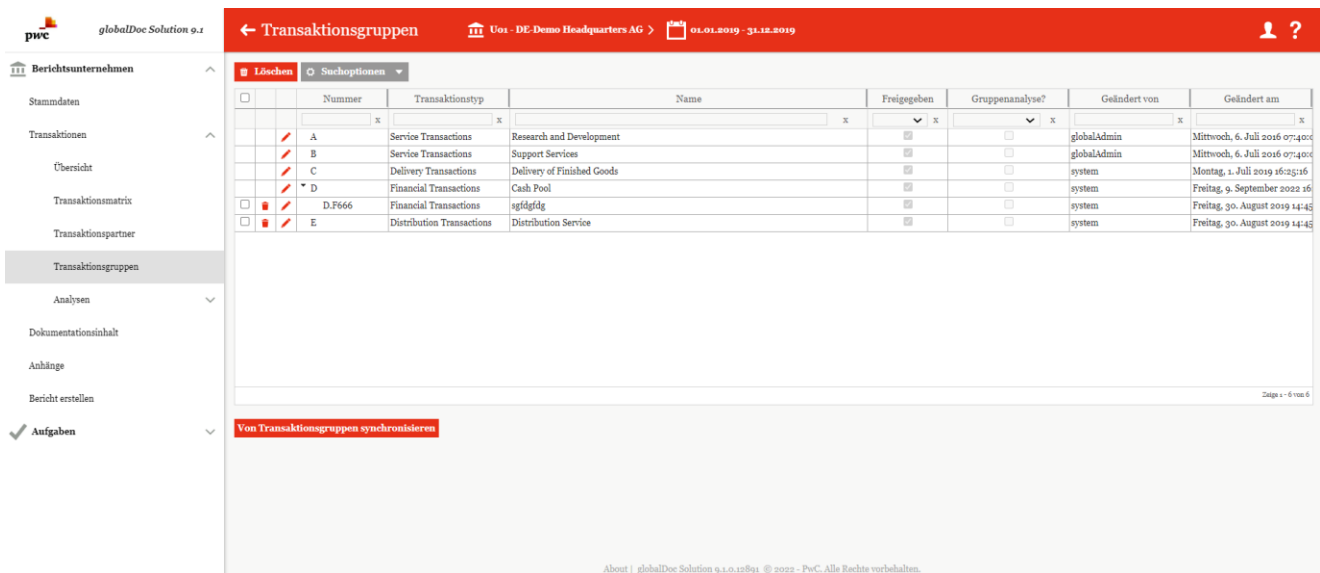 pwc globalDoc Solution 9.1
← Transaktionsgruppen U01 - DE-Demo Headquarters AG > 01.01.2019 - 31.12.2019 ?
Berichtsunternehmen
Stammdaten
Transaktionen
Übersicht
Transaktionsmatrix
Transaktionspartner
Transaktionsgruppen
Analysen
Dokumentationsinhalt
Anhänge
Bericht erstellen
Aufgaben
Löschen Suchoptionen
Nummer Transaktionstyp Name Freigegeben Gruppenanalyse? Geändert von Geändert am
x x x x x x x
A Service Transactions Research and Development globalAdmin Mittwoch, 6. Juli 2016 07:40:0
B Service Transactions Support Services globalAdmin Mittwoch, 6. Juli 2016 07:40:0
C Delivery Transactions Delivery of Finished Goods system Montag, 1. Juli 2019 16:25:16
D Financial Transactions Cash Pool system Freitag, 9. September 2022 16
D.F666 Financial Transactions sgfdgfdg system Freitag, 30. August 2019 14:45
E Distribution Transactions Distribution Service system Freitag, 30. August 2019 14:45
Zeige 1 - 6 von 6
Von Transaktionsgruppen synchronisieren
About | globalDoc Solution 9.1.0.12891 © 2022 - PwC. Alle Rechte vorbehalten.